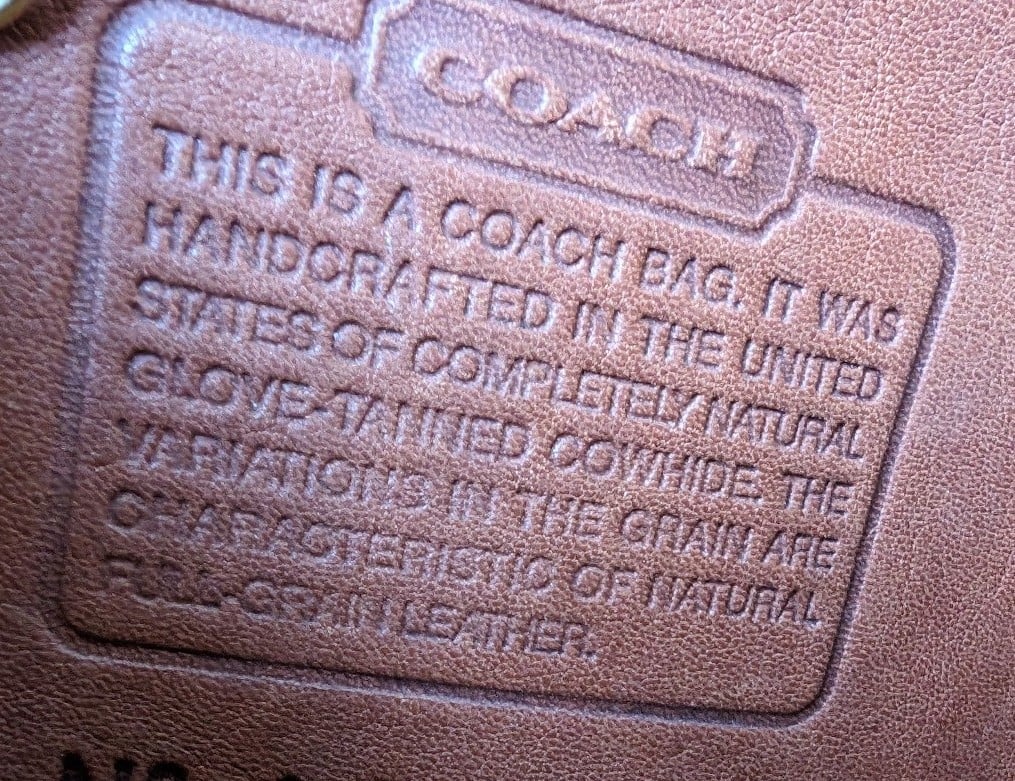 COACH
THIS IS A COACH BAG. IT WAS
HANDCRAFTED IN THE UNITED
STATES OF COMPLETELY NATURAL
GLOVE-TANNED COWHIDE. THE
VARIATIONS IN THE GRAIN ARE
CHARACTERISTIC OF NATURAL
FULL-GRAIN LEATHER.